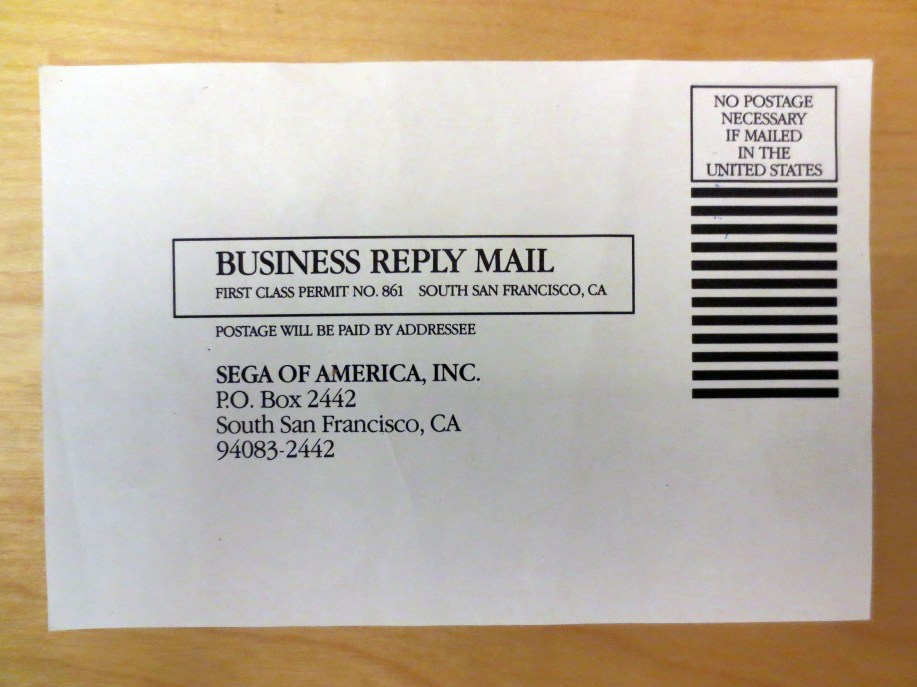 NO POSTAGE
NECESSARY
IF MAILED
IN THE
UNITED STATES
BUSINESS REPLY MAIL
FIRST CLASS PERMIT NO. 861 SOUTH SAN FRANCISCO, CA
POSTAGE WILL BE PAID BY ADDRESSEE
SEGA OF AMERICA, INC.
P.O. Box 2442
South San Francisco, CA
94083-2442